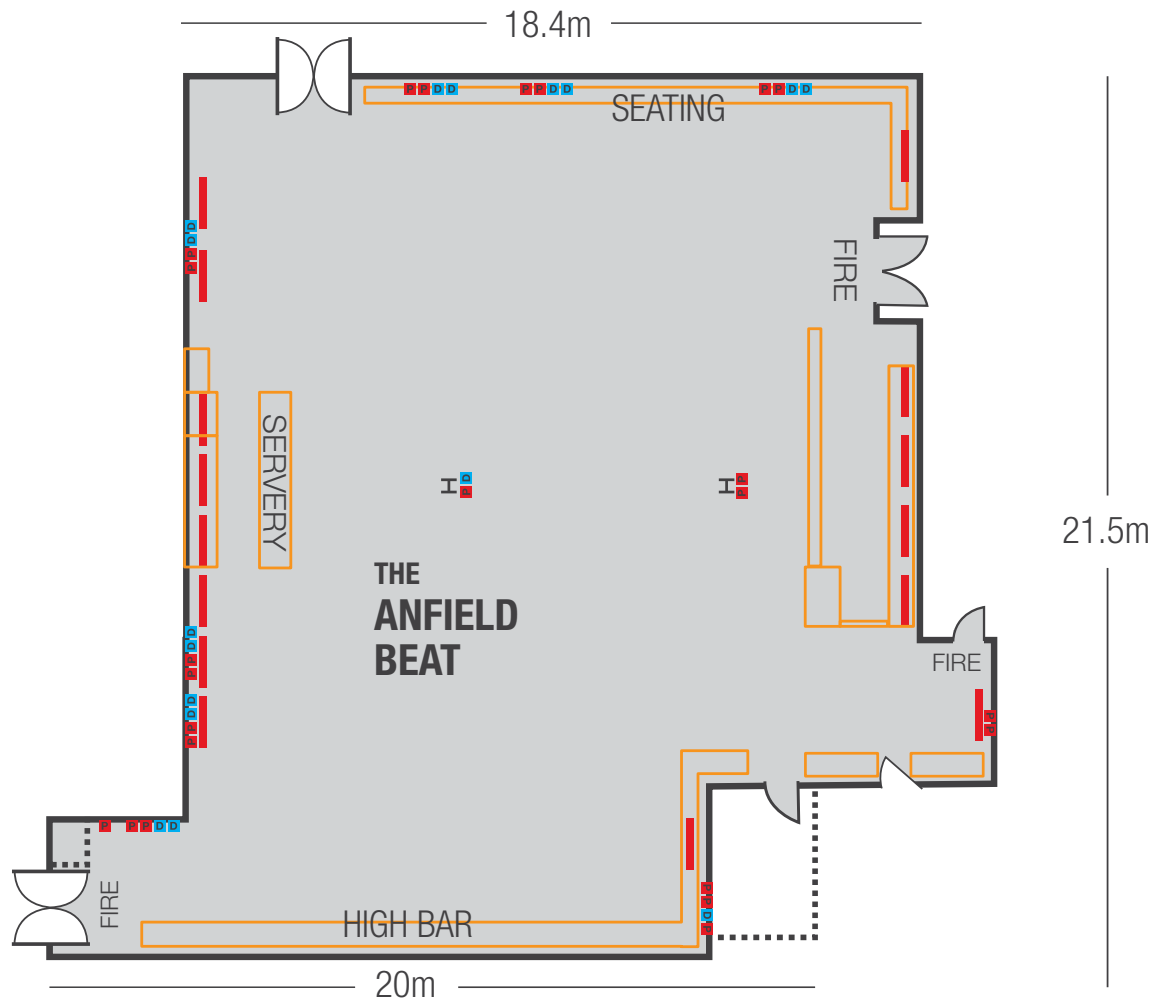 18.4m
P P D D
P P D D
P P D D
SEATING
D D P P
FIRE
SERVERY
H
D P
H
P P
21.5m
THE
ANFIELD
BEAT
D D P P
FIRE
D D P P
P P
P P P D D
FIRE
HIGH BAR
P P D P
20m